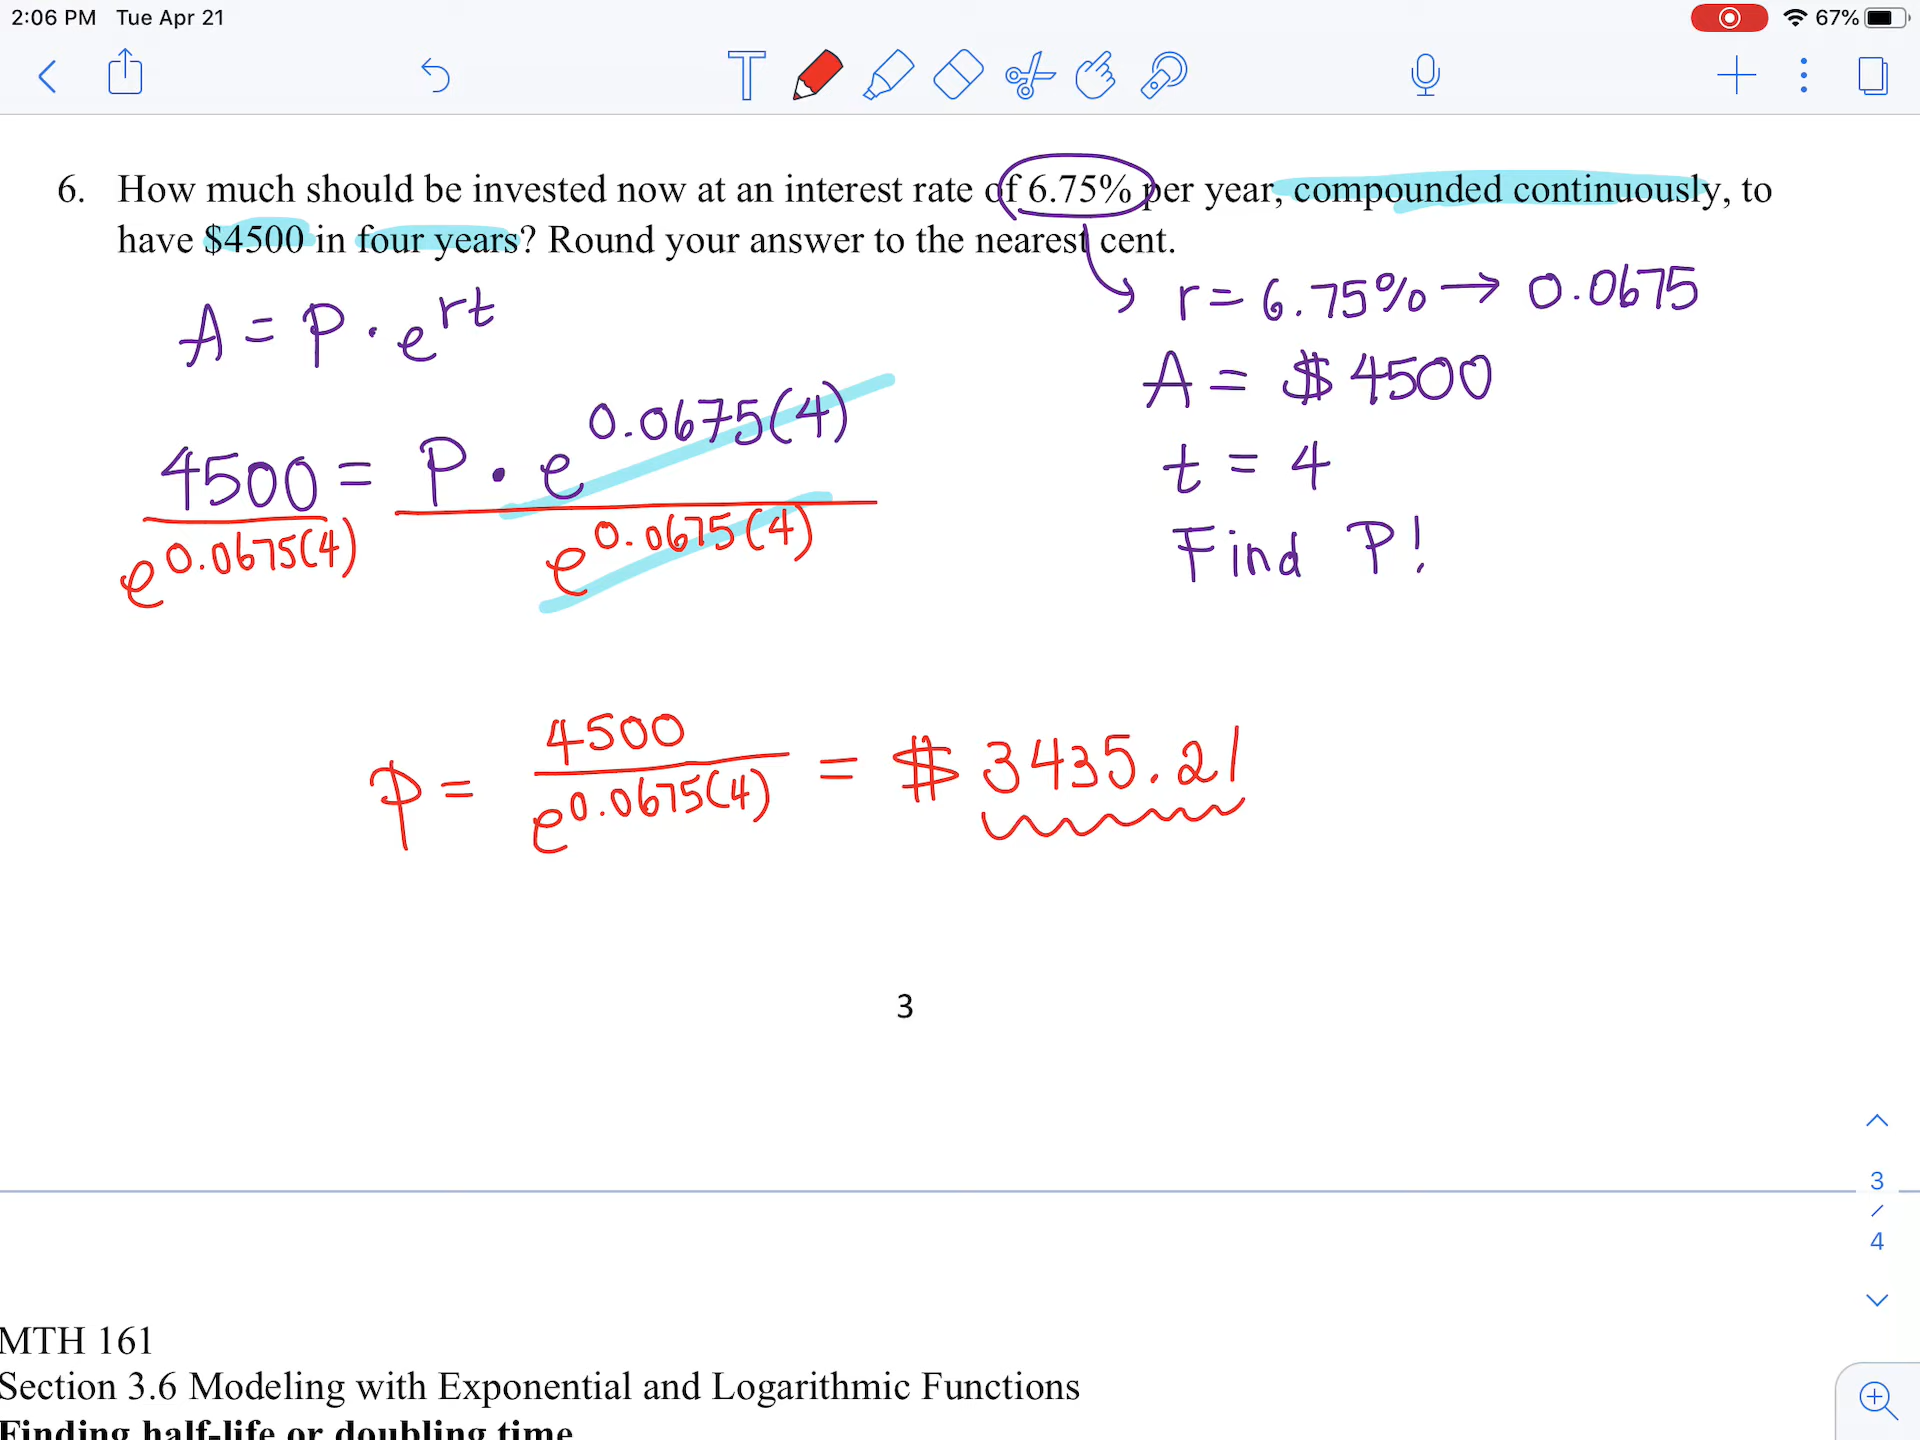 2:06 PM Tue Apr 21
67%
T
6. How much should be invested now at an interest rate of 6.75% per year, compounded continuously, to
have $4500 in four years? Round your answer to the nearest cent.
r = 6.75% → 0.0675
A = P · e^rt
A = $4500
4500 = P · e^0.0675(4)
t = 4
e^0.0675(4) e^0.0675(4)
Find P!
P = 4500 / e^0.0675(4) = $3435.21
3
3
/
4
MTH 161
Section 3.6 Modeling with Exponential and Logarithmic Functions
Finding half-life or doubling time